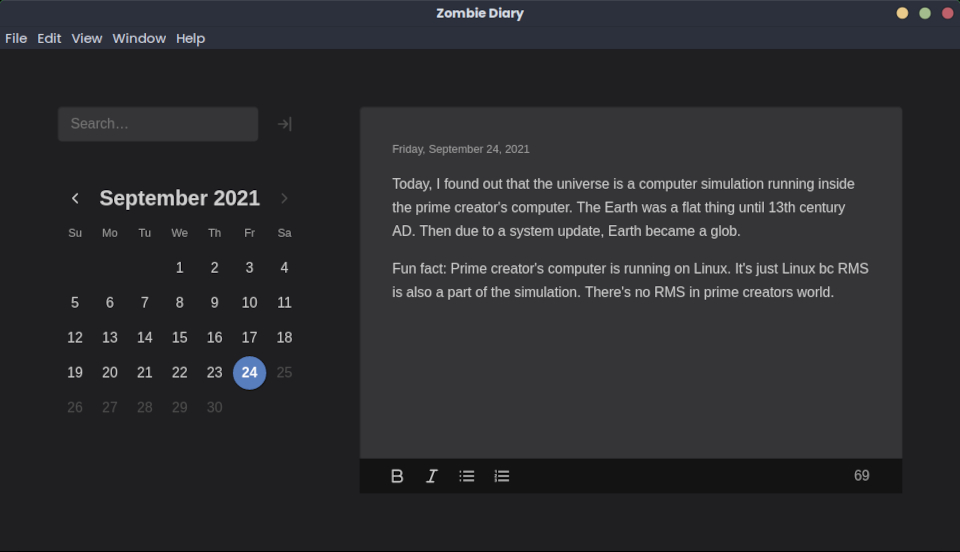 Zombie Diary
File Edit View Window Help
Search…
September 2021
Su Mo Tu We Th Fr Sa
1 2 3 4
5 6 7 8 9 10 11
12 13 14 15 16 17 18
19 20 21 22 23 24 25
26 27 28 29 30
Friday, September 24, 2021
Today, I found out that the universe is a computer simulation running inside
the prime creator's computer. The Earth was a flat thing until 13th century
AD. Then due to a system update, Earth became a glob.
Fun fact: Prime creator's computer is running on Linux. It's just Linux bc RMS
is also a part of the simulation. There's no RMS in prime creators world.
B I
69